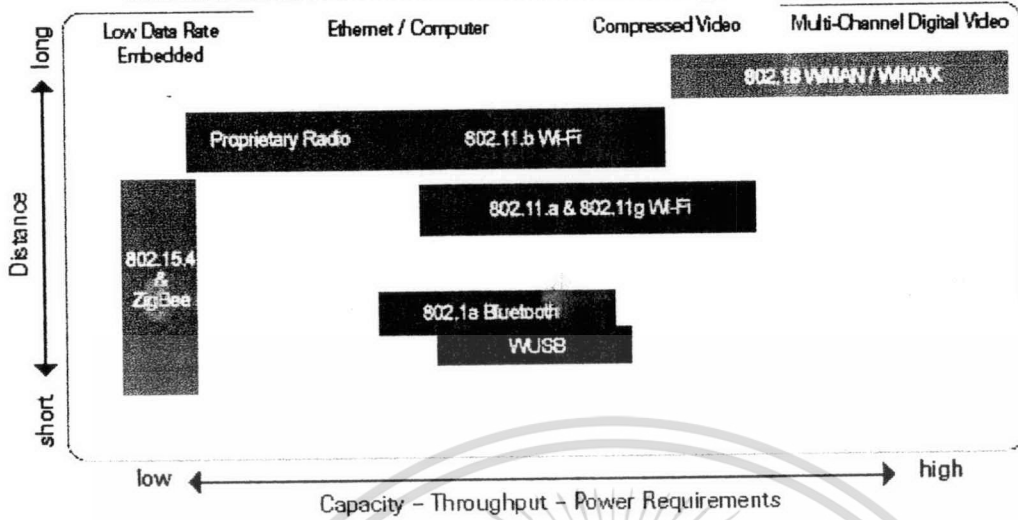 Low Data Rate
Embedded
Ethernet / Computer
Compressed Video
Multi-Channel Digital Video
long
802.16 WMAN / WiMAX
Proprietary Radio
802.11.b Wi-Fi
802.11.a & 802.11g Wi-Fi
Distance
802.15.4
&
ZigBee
802.1a Bluetooth
WUSB
short
low
high
Capacity – Throughput – Power Requirements